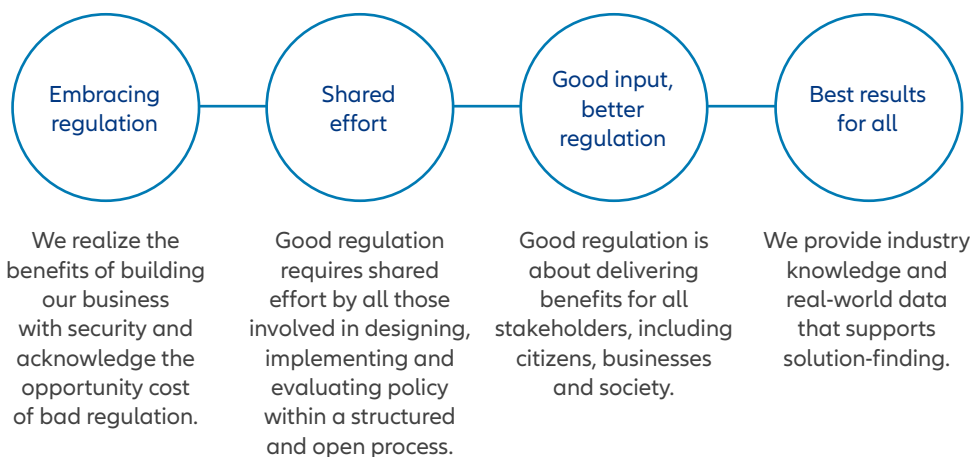 Embracing
regulation
Shared
effort
Good input,
better
regulation
Best results
for all
We realize the
benefits of building
our business
with security and
acknowledge the
opportunity cost
of bad regulation.
Good regulation
requires shared
effort by all those
involved in designing,
implementing and
evaluating policy
within a structured
and open process.
Good regulation is
about delivering
benefits for all
stakeholders, including
citizens, businesses
and society.
We provide industry
knowledge and
real-world data
that supports
solution-finding.